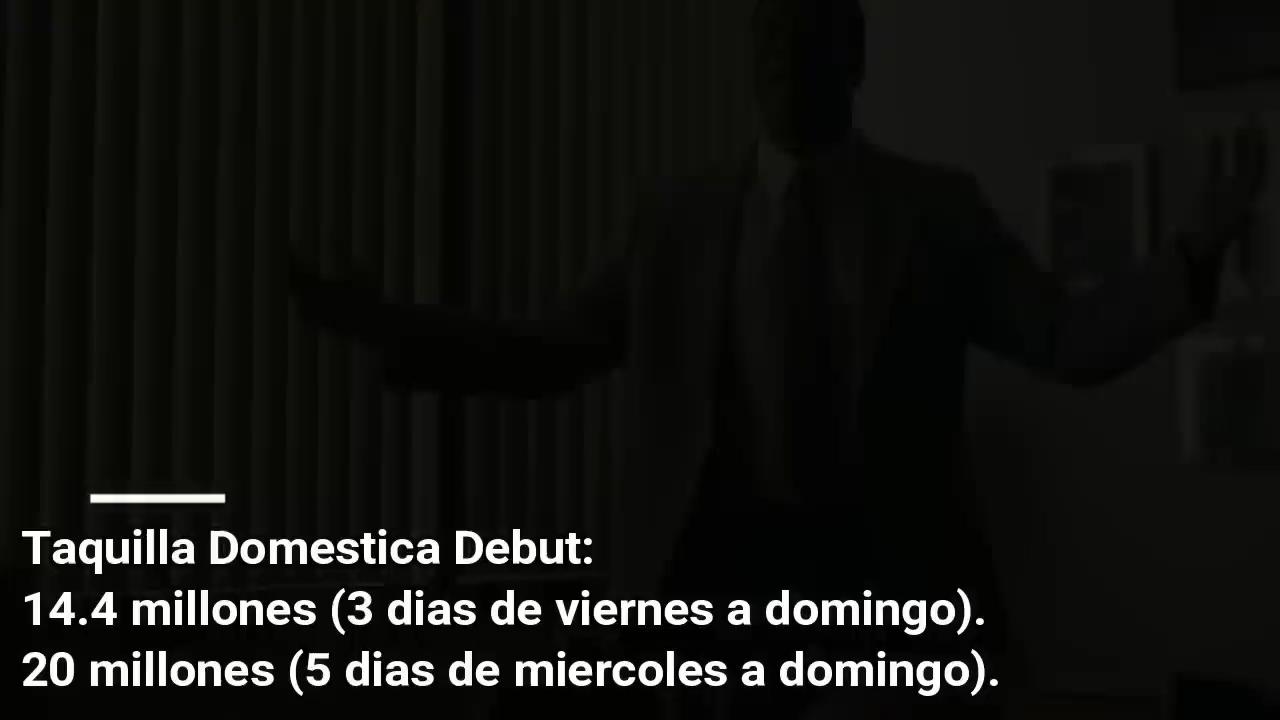 Taquilla Domestica Debut:
14.4 millones (3 dias de viernes a domingo).
20 millones (5 dias de miercoles a domingo).